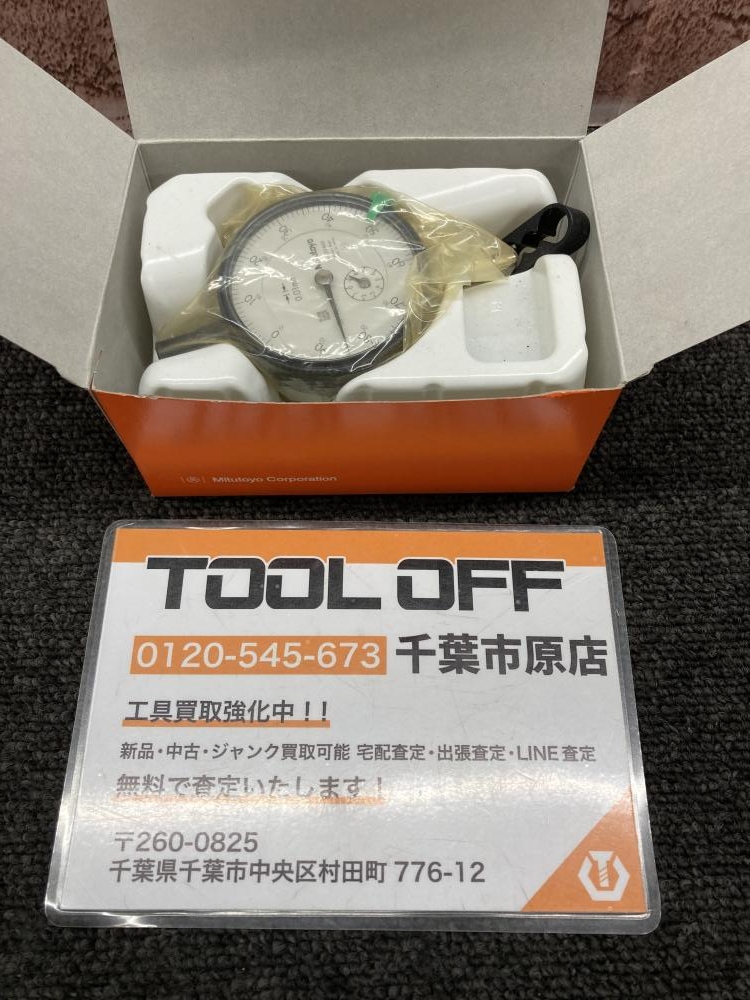 Mitutoyo
0.01mm
Mitutoyo Corporation
TOOL OFF
0120-545-673 千葉市原店
工具買取強化中！！
新品・中古・ジャンク買取可能 宅配査定・出張査定・LINE査定
無料で査定いたします！
〒260-0825
千葉県千葉市中央区村田町 776-12